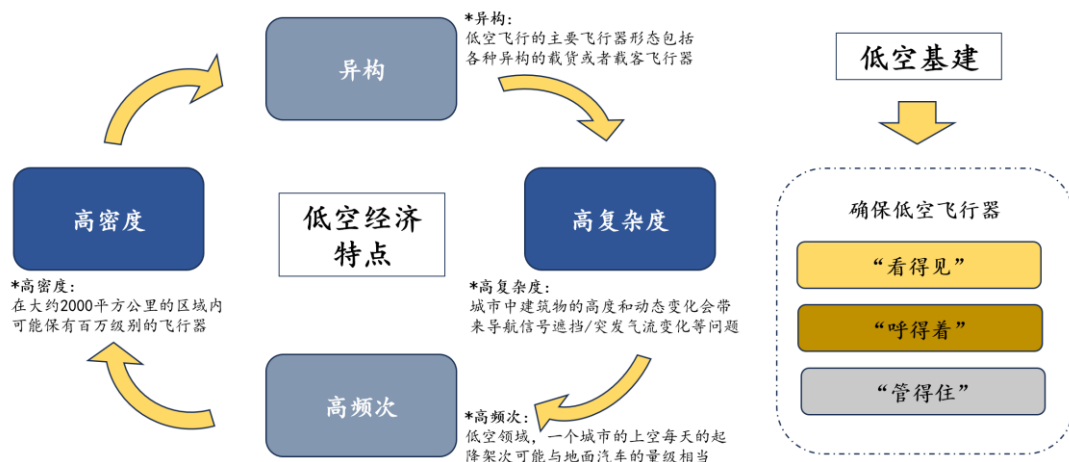 *异构:
低空飞行的主要飞行器形态包括
各种异构的载货或者载客飞行器
异构
低空基建
高密度
低空经济
特点
高复杂度
确保低空飞行器
“看得见”
“呼得着”
“管得住”
*高密度:
在大约2000平方公里的区域内
可能保有百万级别的飞行器
*高复杂度:
城市中建筑物的高度和动态变化会带
来导航信号遮挡/突发气流变化等问题
高频次
*高频次:
低空领域，一个城市的上空每天的起
降架次可能与地面汽车的量级相当